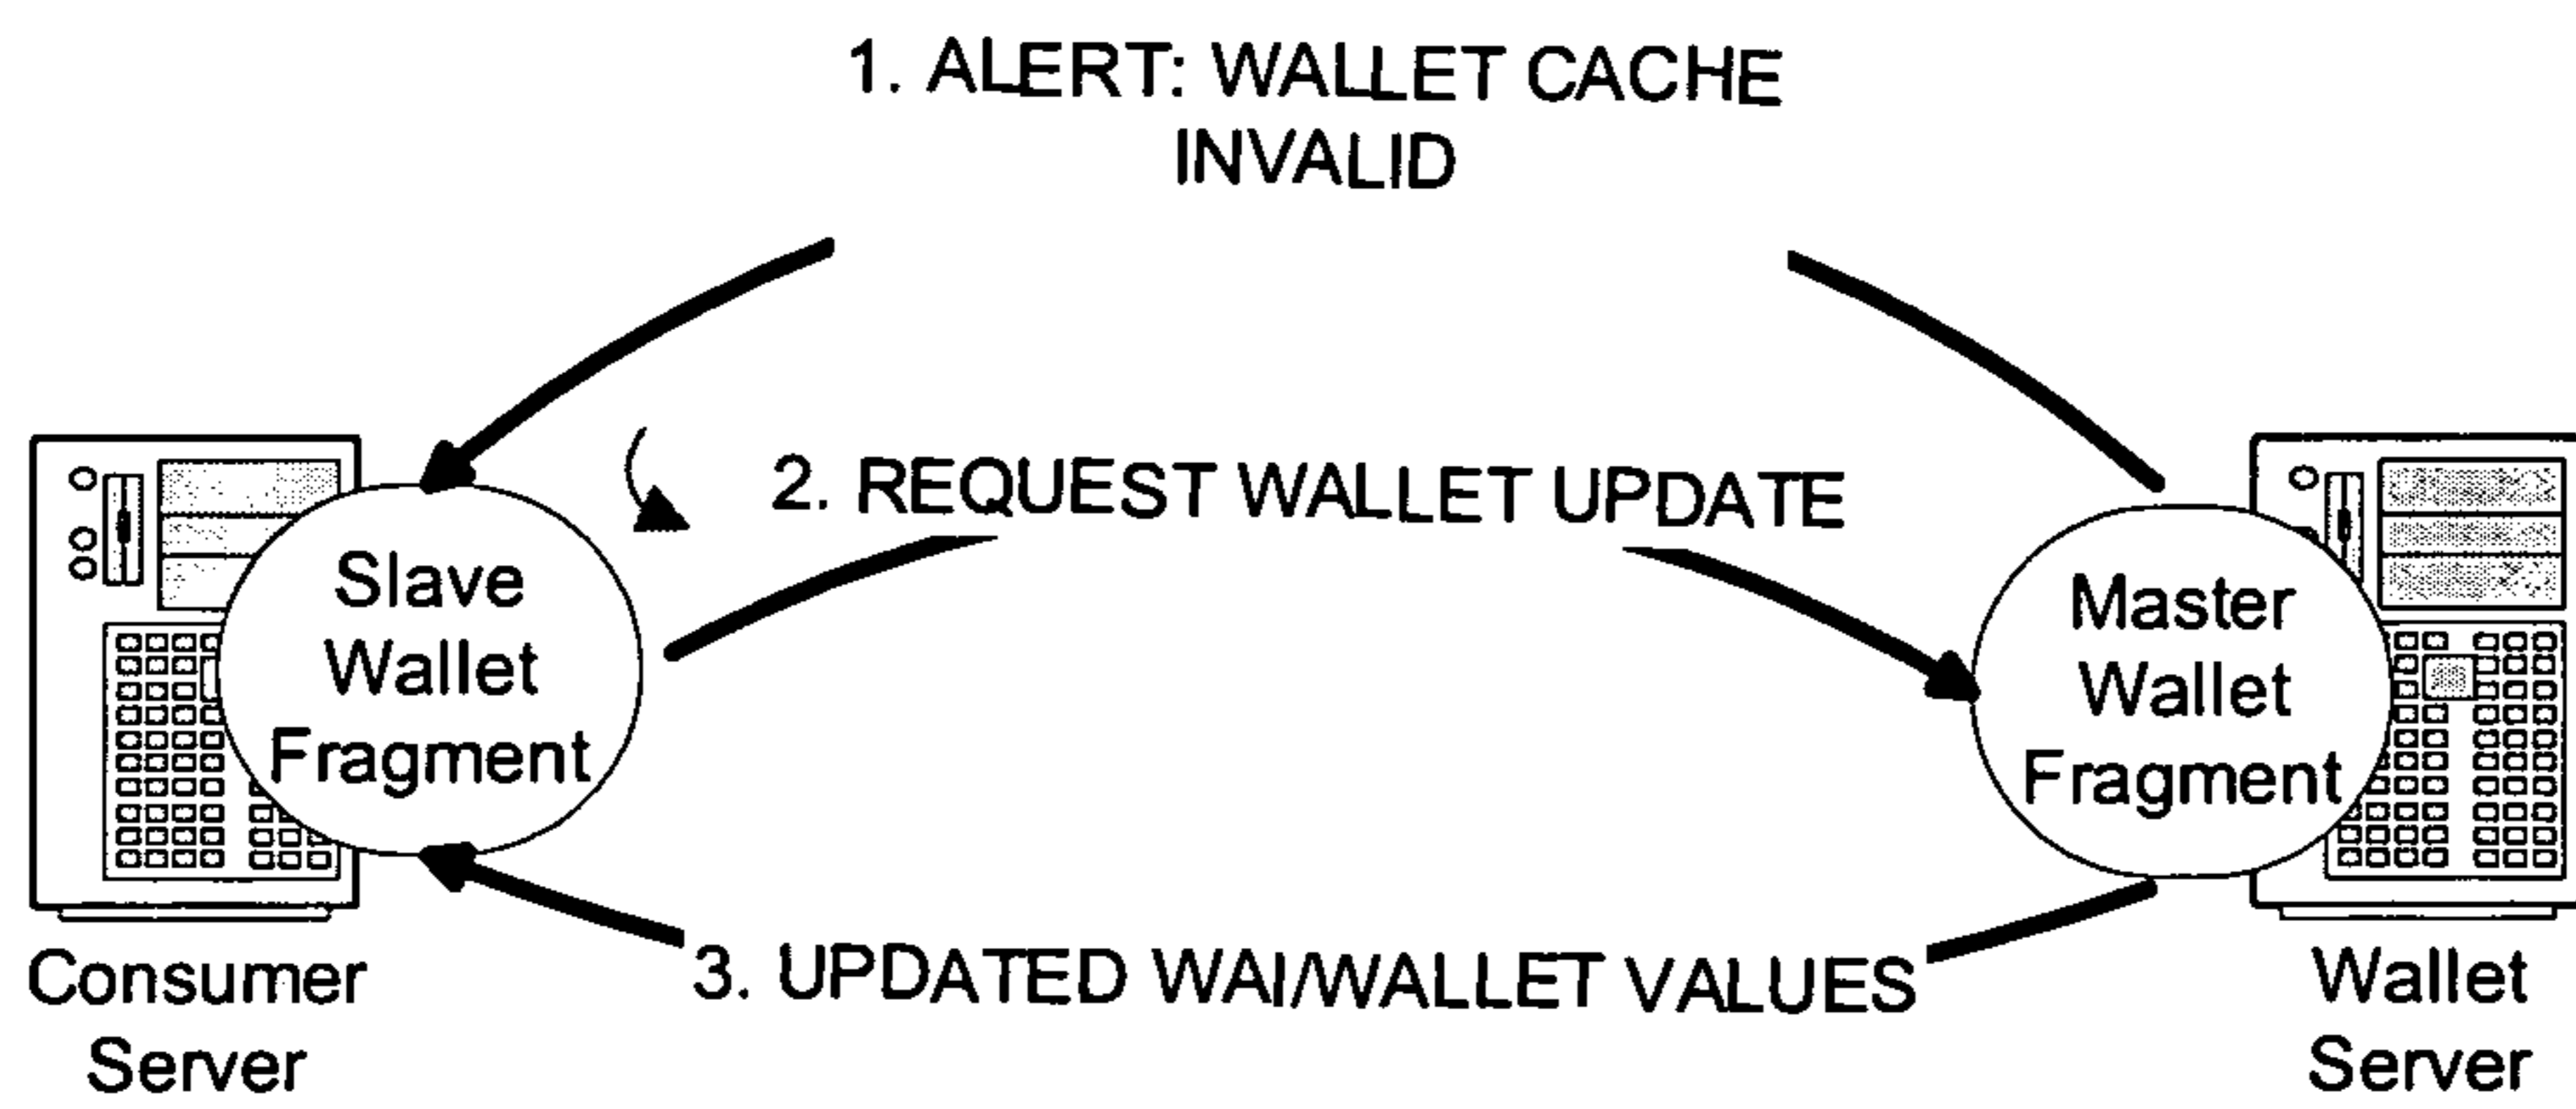 1. ALERT: WALLET CACHE
INVALID
2. REQUEST WALLET UPDATE
Slave
Wallet
Fragment
Master
Wallet
Fragment
3. UPDATED WAI/WALLET VALUES
Consumer
Server
Wallet
Server